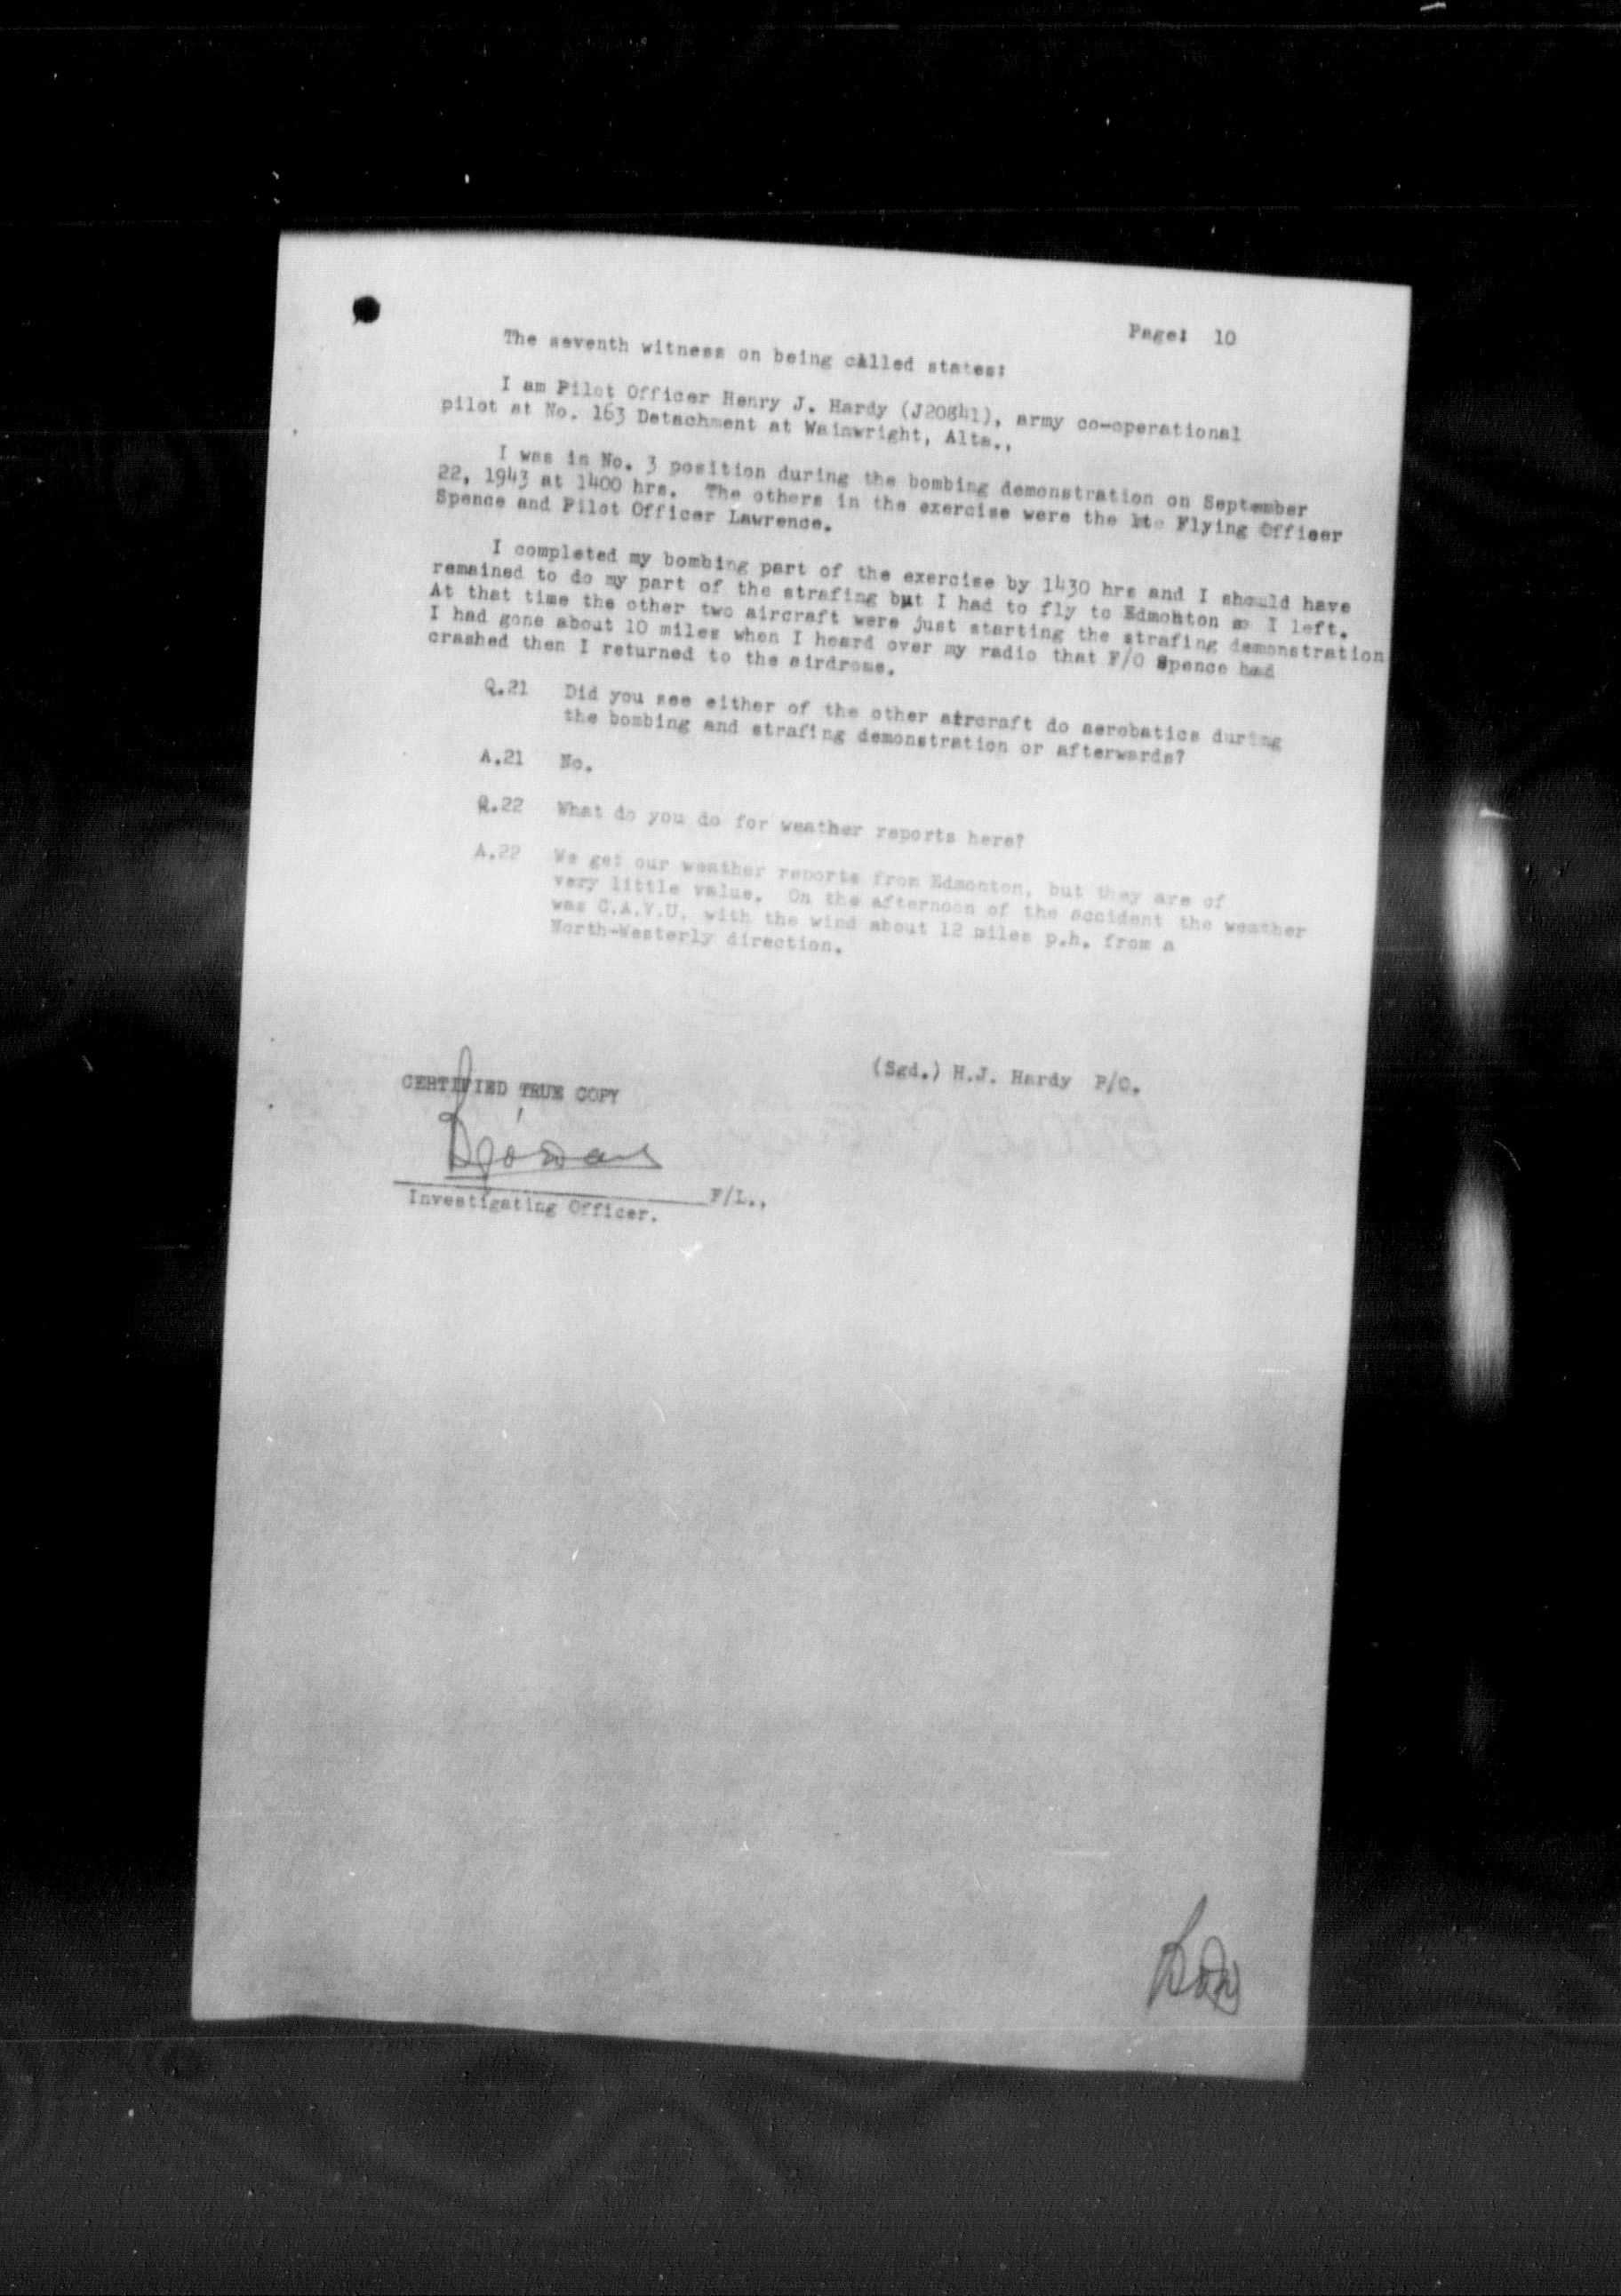 Page: 10
The seventh witness on being called states:
I am Pilot Officer Henry J. Hardy (J20841), army co-operational
pilot at No. 163 Detachment at Wainwright, Alta.,
I was in No. 3 position during the bombing demonstration on September
22, 1943 at 1400 hrs. The others in the exercise were the lte Flying Officer
Spence and Pilot Officer Lawrence.
I completed my bombing part of the exercise by 1430 hrs and I should have
remained to do my part of the strafing but I had to fly to Edmonton so I left.
At that time the other two aircraft were just starting the strafing demonstration
I had gone about 10 miles when I heard over my radio that F/O Spence had
crashed then I returned to the airdrome.
Q.21 Did you see either of the other aircraft do aerobatics during
the bombing and strafing demonstration or afterwards?
A.21 No.
Q.22 What do you do for weather reports here?
A.22 We get our weather reports from Edmonton, but they are of
very little value. On the afternoon of the accident the weather
was C.A.V.U. with the wind about 12 miles p.h. from a
North-Westerly direction.
(Sgd.) H.J. Hardy P/O.
CERTIFIED TRUE COPY
F/L.,
Investigating Officer.